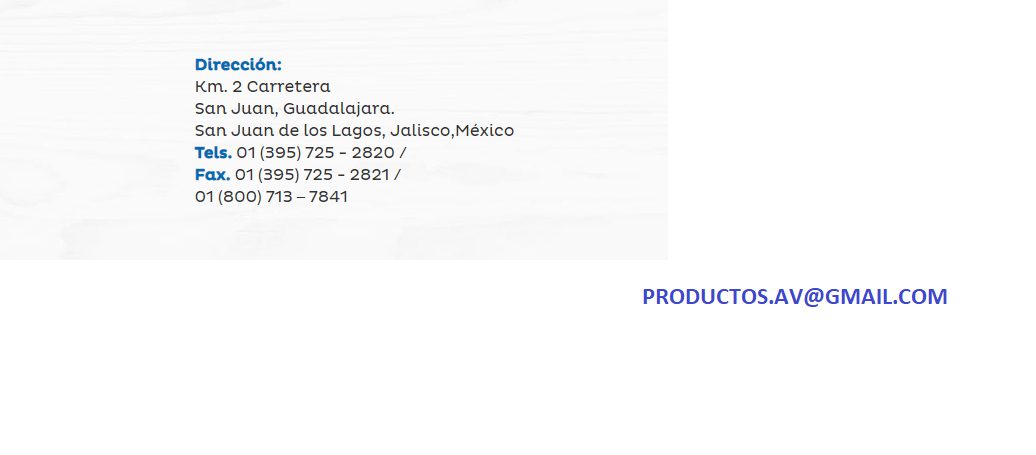 Dirección:
Km. 2 Carretera
San Juan, Guadalajara.
San Juan de los Lagos, Jalisco,México
Tels. 01 (395) 725 - 2820 /
Fax. 01 (395) 725 - 2821 /
01 (800) 713 – 7841
PRODUCTOS.AV@GMAIL.COM